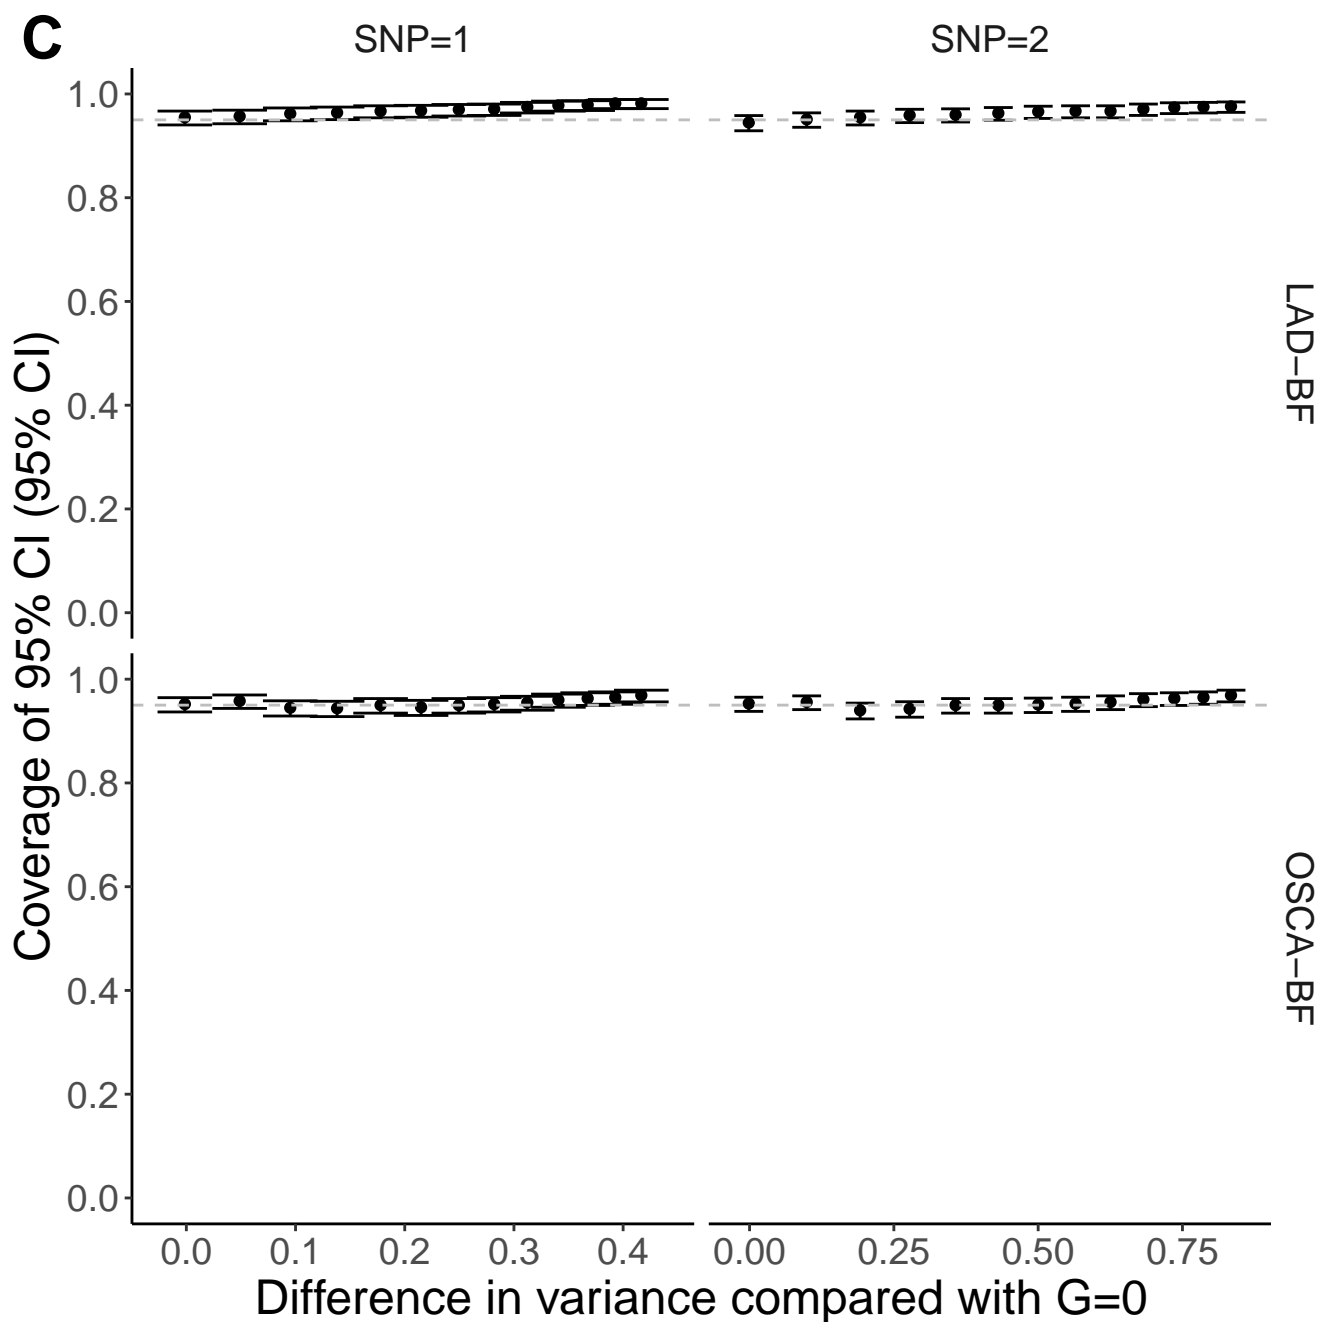 C
SNP=1
SNP=2
1.0
0.8
0.6
0.4
0.2
0.0
LAD−BF
1.0
0.8
0.6
0.4
0.2
0.0
OSCA−BF
Coverage of 95% CI (95% CI)
0.0 0.1 0.2 0.3 0.4
0.00 0.25 0.50 0.75
Difference in variance compared with G=0